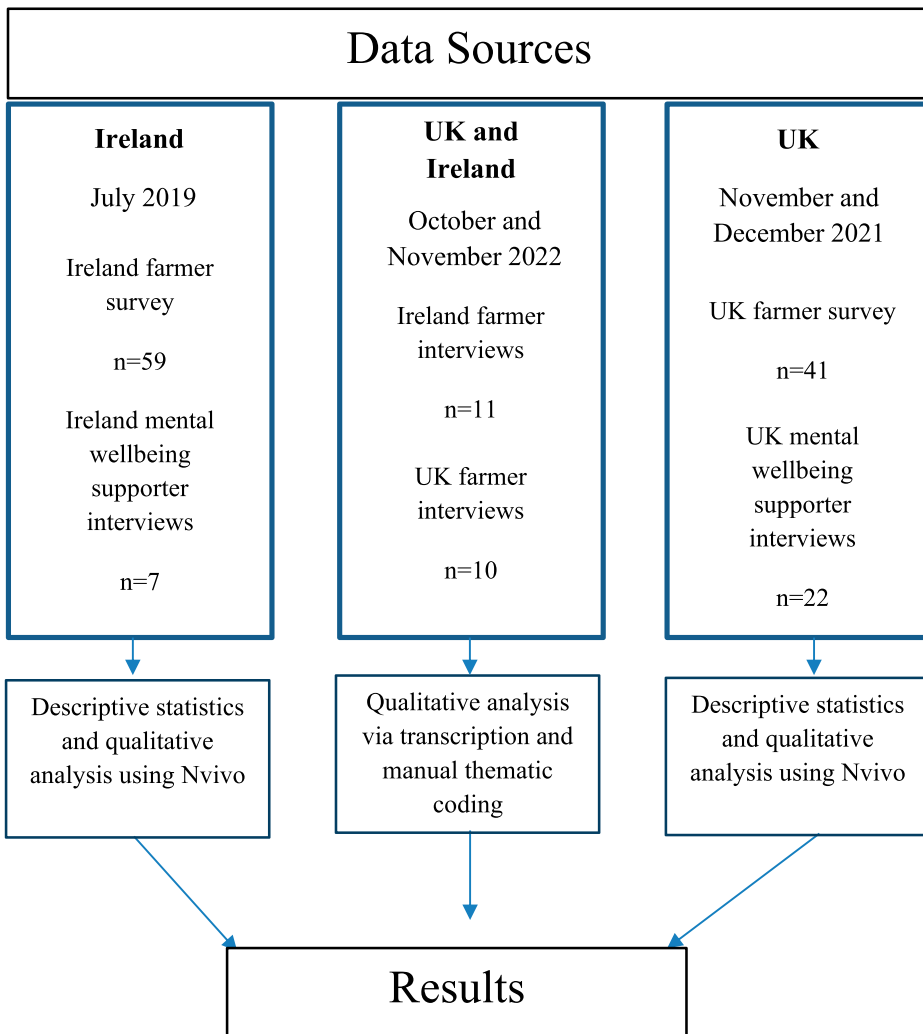 Data Sources
Ireland
July 2019
Ireland farmer
survey
n=59
Ireland mental
wellbeing
supporter
interviews
n=7
UK and
Ireland
October and
November 2022
Ireland farmer
interviews
n=11
UK farmer
interviews
n=10
UK
November and
December 2021
UK farmer survey
n=41
UK mental
wellbeing
supporter
interviews
n=22
Descriptive statistics
and qualitative
analysis using Nvivo
Qualitative analysis
via transcription and
manual thematic
coding
Descriptive statistics
and qualitative
analysis using Nvivo
Results